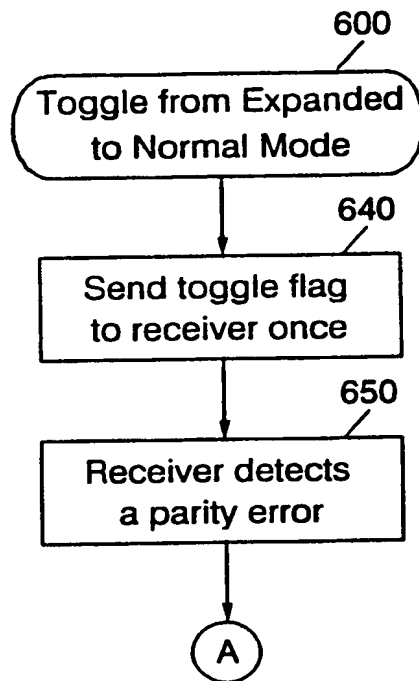 600
Toggle from Expanded
to Normal Mode
640
Send toggle flag
to receiver once
650
Receiver detects
a parity error
A